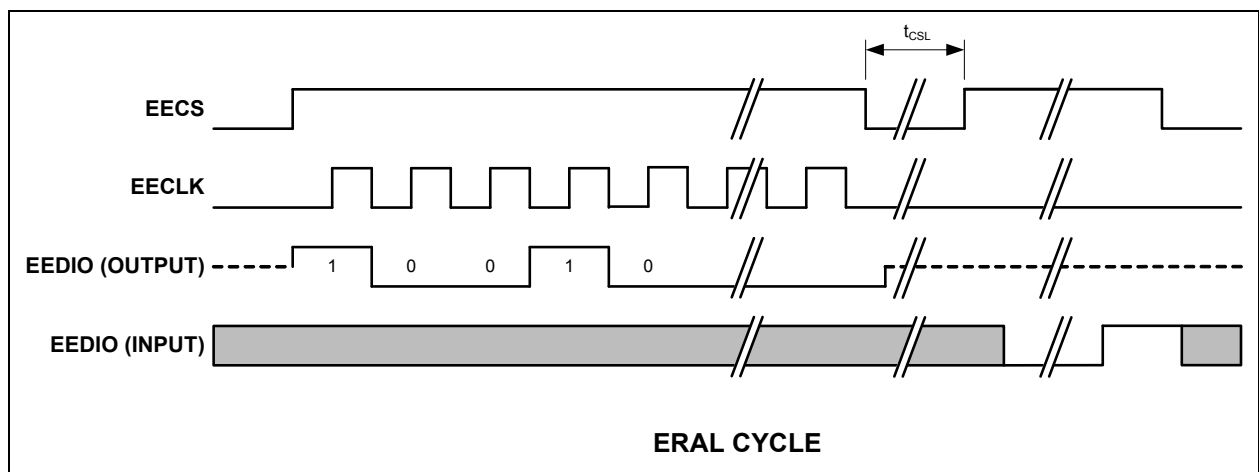 tCSL
EECS
EECLK
EEDIO (OUTPUT) 1 0 0 1 0
EEDIO (INPUT)
ERAL CYCLE